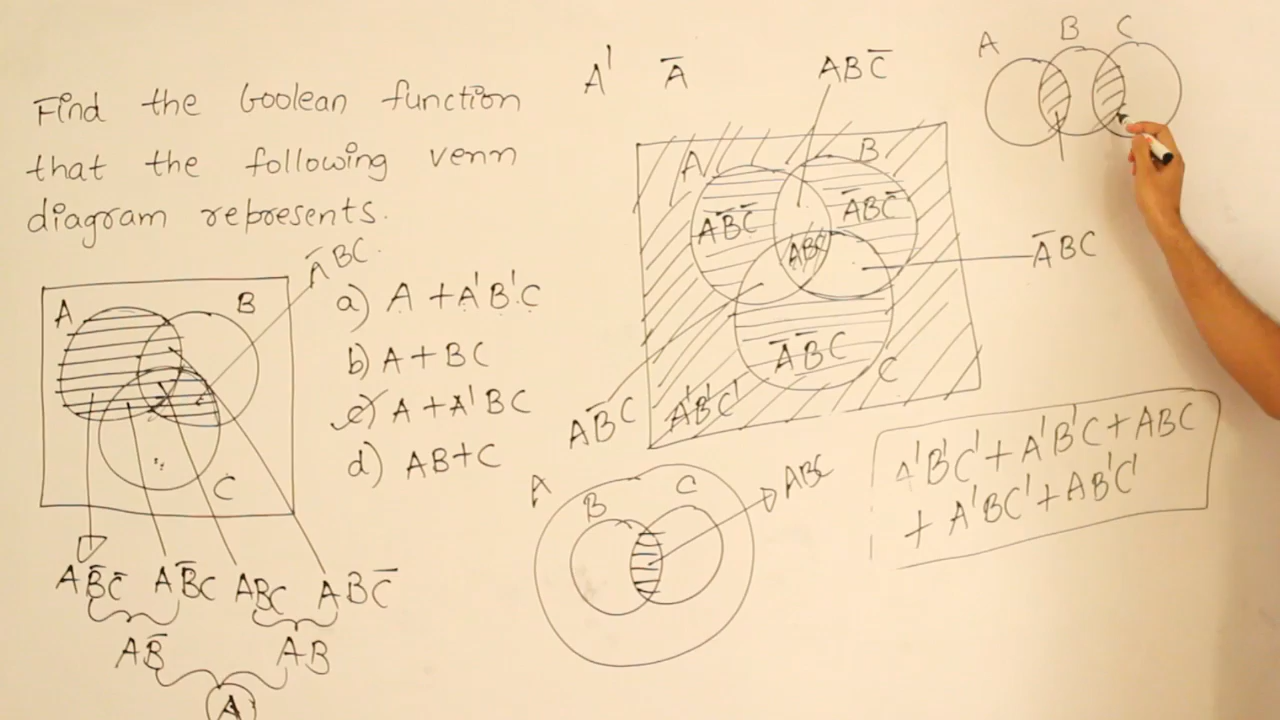 Find the boolean function
that the following venn
diagram represents.
A B C
ĀBC
a) A + A'B'C
b) A + BC
c) A + A'BC
d) AB+C
AB̄C̄ AB̄C ABC ABC̄
AB̄ AB
A
A' Ā
ABC̄
A B
AB̄C̄ ĀBC̄
ABC
ĀBC
ĀB̄C
C
AB̄C A'B'C'
A B C
ABC
A B C
A'B'C' + A'B'C + ABC
+ A'BC' + AB'C'